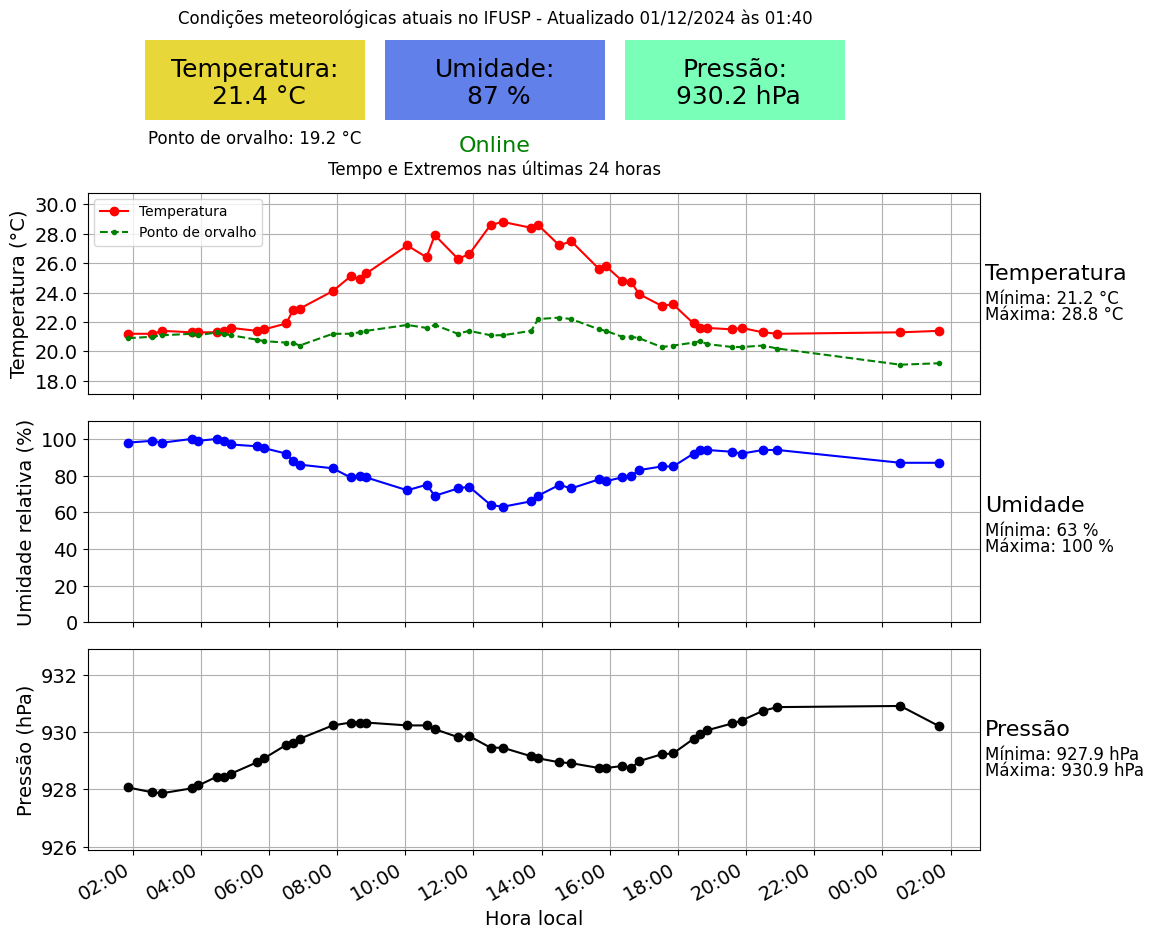 Condições meteorológicas atuais no IFUSP - Atualizado 01/12/2024 às 01:40
Temperatura:
21.4 °C
Umidade:
87 %
Pressão:
930.2 hPa
Ponto de orvalho: 19.2 °C
Online
Tempo e Extremos nas últimas 24 horas
Temperatura (°C)
30.0
28.0
26.0
24.0
22.0
20.0
18.0
Temperatura
Ponto de orvalho
Temperatura
Mínima: 21.2 °C
Máxima: 28.8 °C
Umidade relativa (%)
100
80
60
40
20
0
Umidade
Mínima: 63 %
Máxima: 100 %
Pressão (hPa)
932
930
928
926
Pressão
Mínima: 927.9 hPa
Máxima: 930.9 hPa
02:00 04:00 06:00 08:00 10:00 12:00 14:00 16:00 18:00 20:00 22:00 00:00 02:00
Hora local